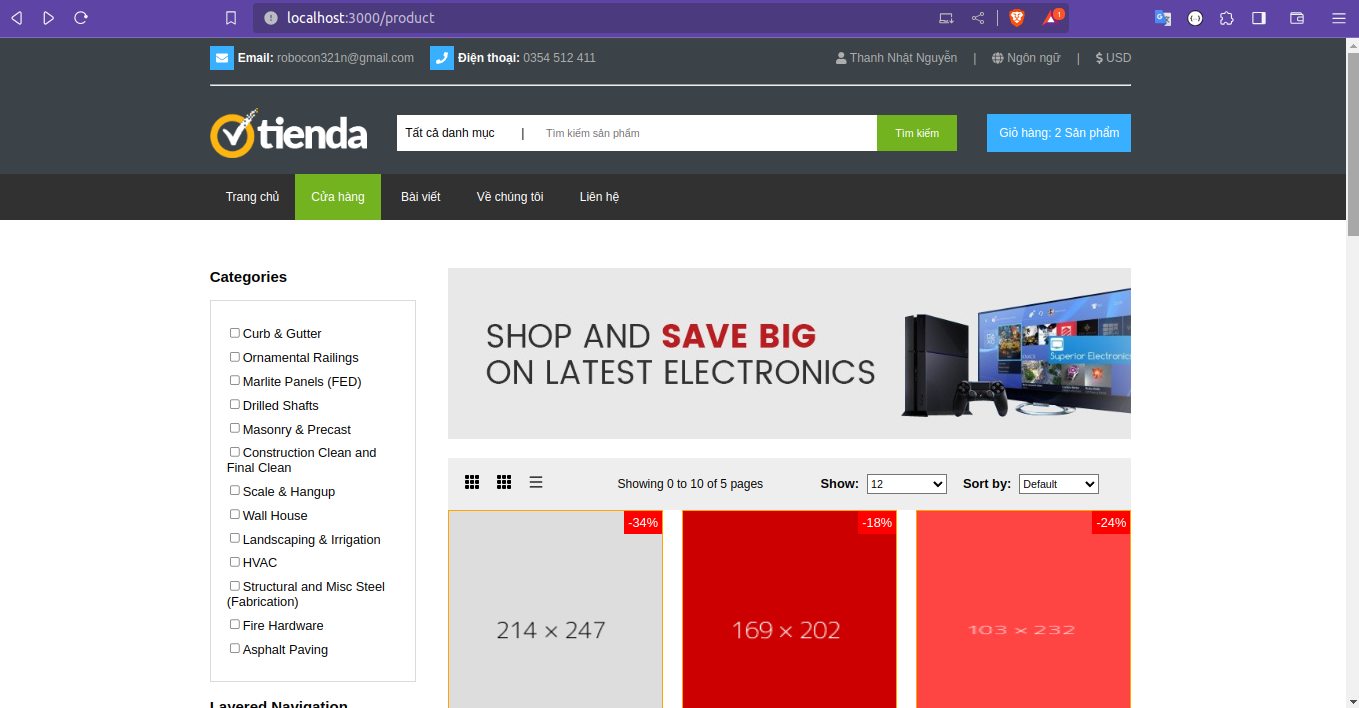 localhost:3000/product
1
Email: robocon321n@gmail.com Điện thoại: 0354 512 411 Thanh Nhật Nguyễn | Ngôn ngữ | $ USD
tienda
Tất cả danh mục | Tìm kiếm sản phẩm Tìm kiếm Giỏ hàng: 2 Sản phẩm
Trang chủ Cửa hàng Bài viết Về chúng tôi Liên hệ
Categories
Curb & Gutter
Ornamental Railings
Marlite Panels (FED)
Drilled Shafts
Masonry & Precast
Construction Clean and
Final Clean
Scale & Hangup
Wall House
Landscaping & Irrigation
HVAC
Structural and Misc Steel
(Fabrication)
Fire Hardware
Asphalt Paving
Layered Navigation
SHOP AND SAVE BIG
ON LATEST ELECTRONICS
Superior Electronics
Showing 0 to 10 of 5 pages Show: 12 Sort by: Default
-34% -18% -24%
214 × 247 169 × 202 103 × 232